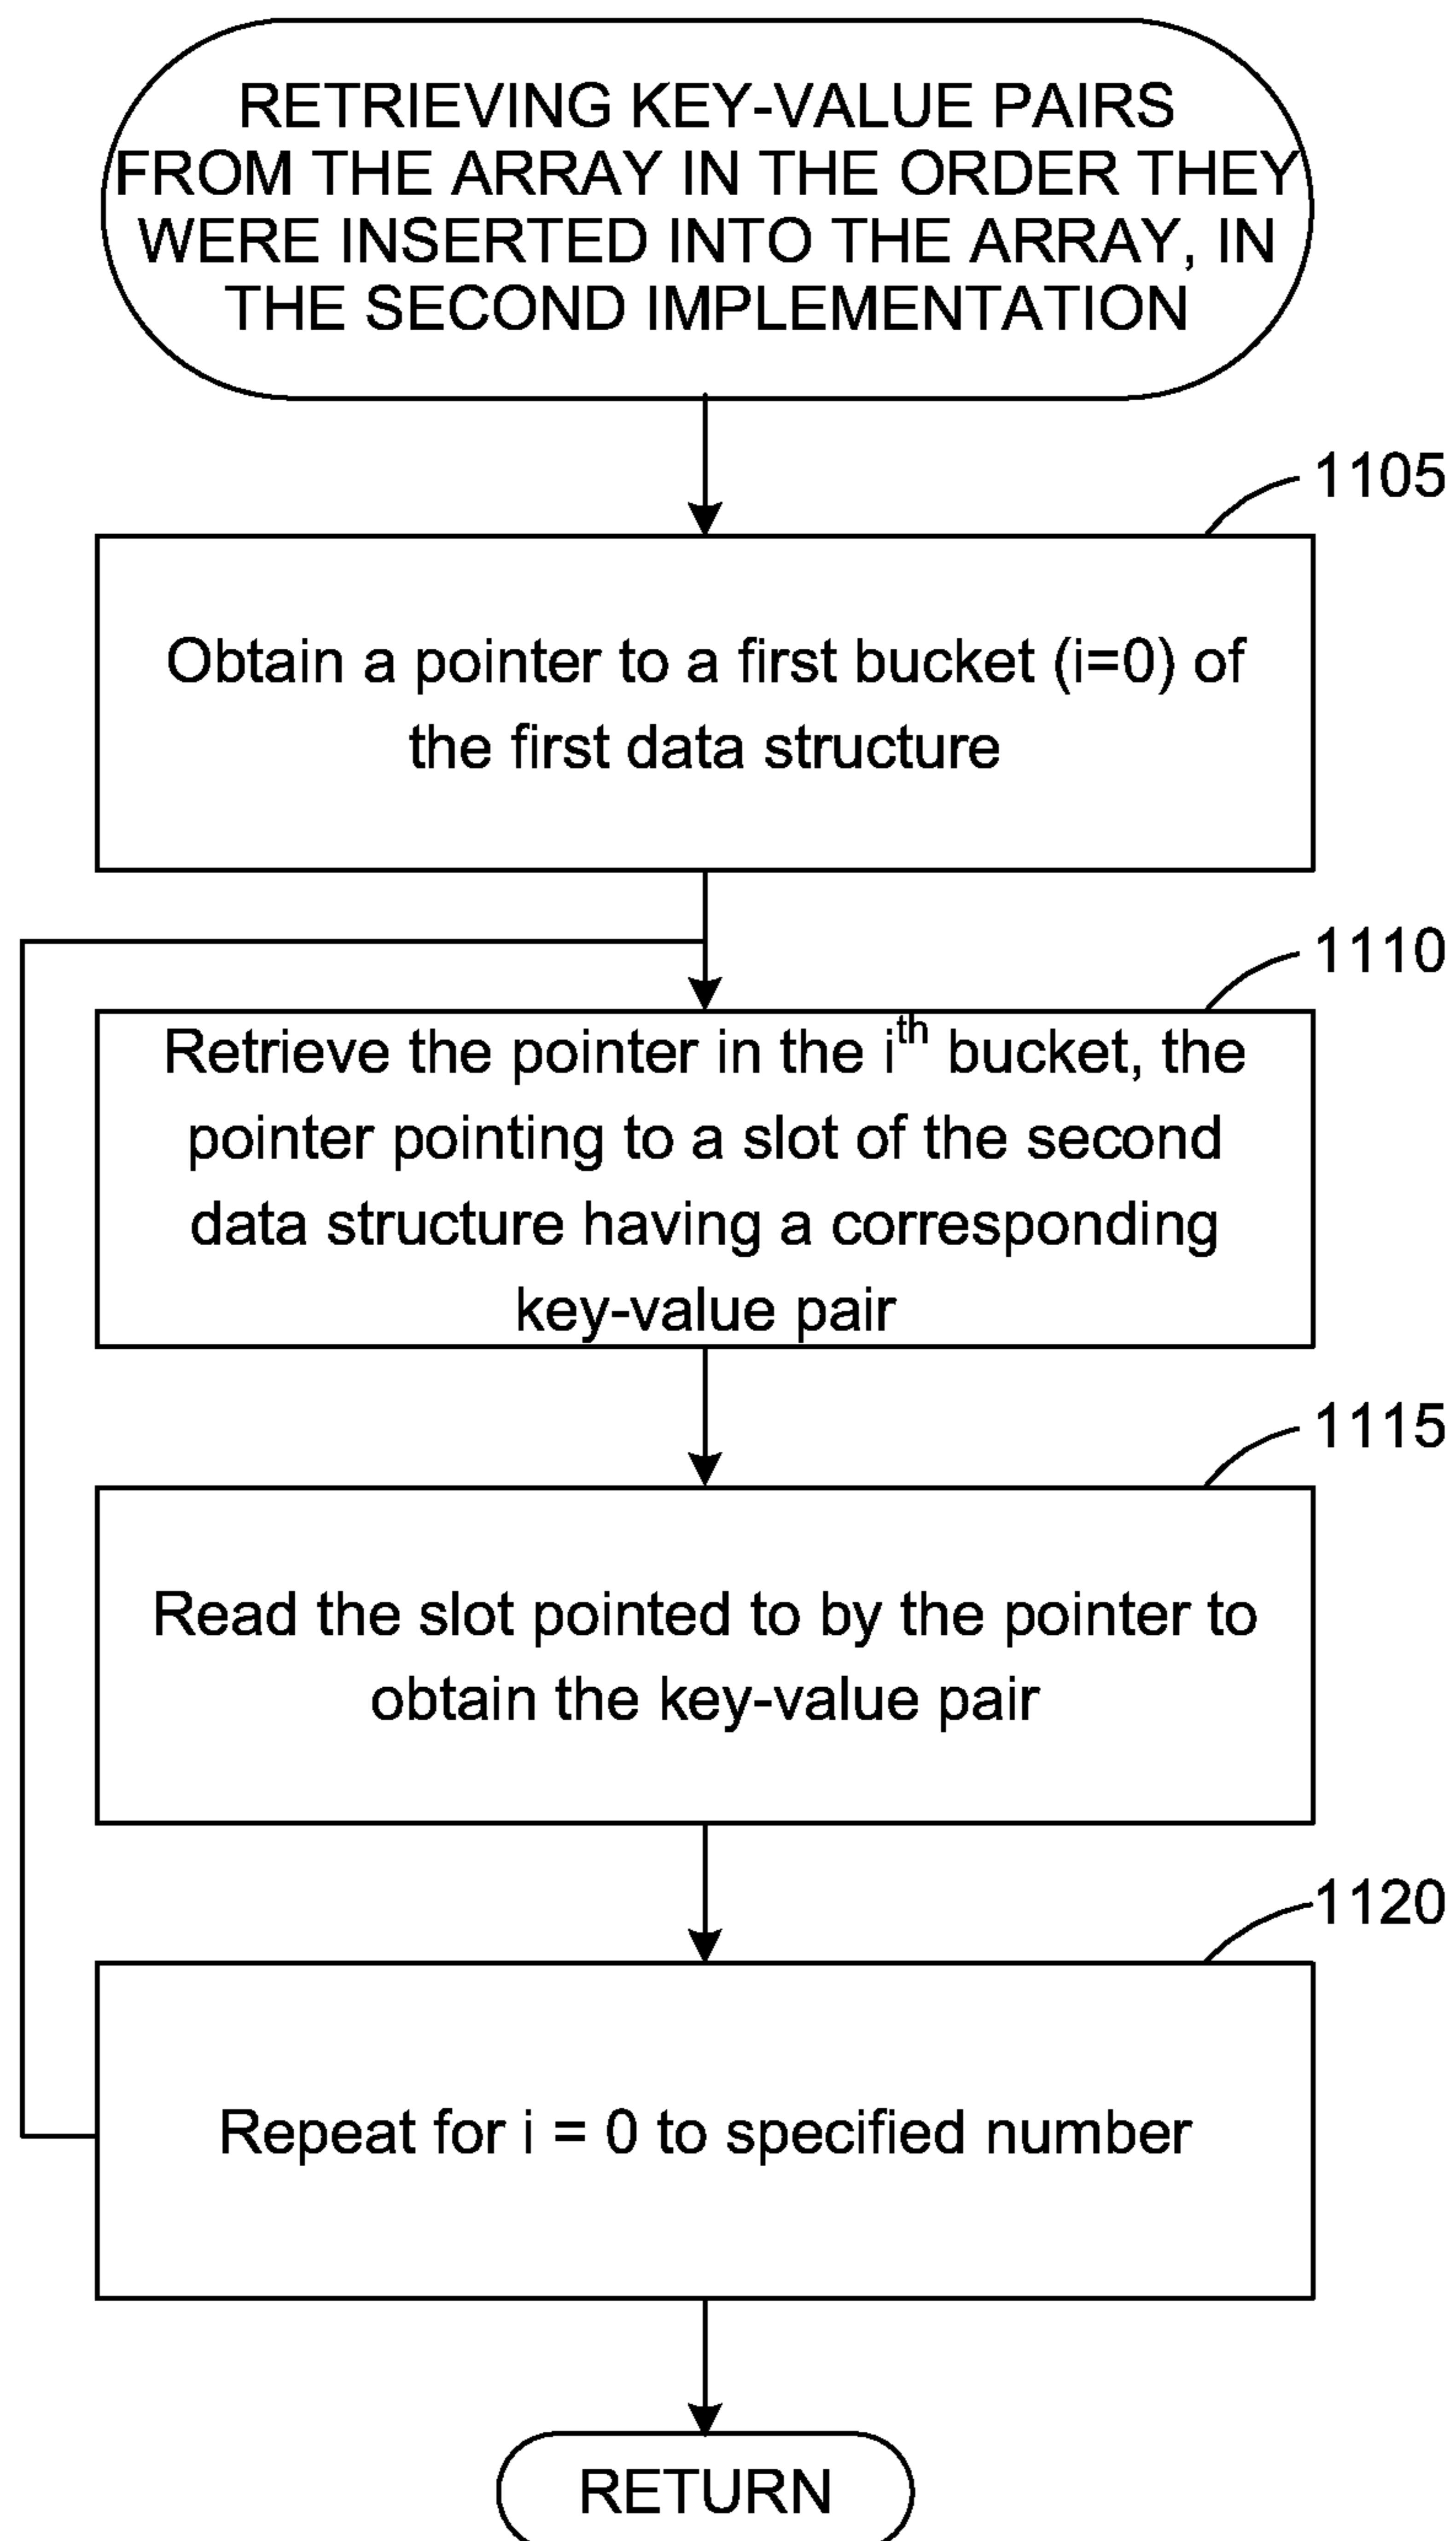 RETRIEVING KEY-VALUE PAIRS
FROM THE ARRAY IN THE ORDER THEY
WERE INSERTED INTO THE ARRAY, IN
THE SECOND IMPLEMENTATION
1105
Obtain a pointer to a first bucket (i=0) of
the first data structure
1110
Retrieve the pointer in the ith bucket, the
pointer pointing to a slot of the second
data structure having a corresponding
key-value pair
1115
Read the slot pointed to by the pointer to
obtain the key-value pair
1120
Repeat for i = 0 to specified number
RETURN